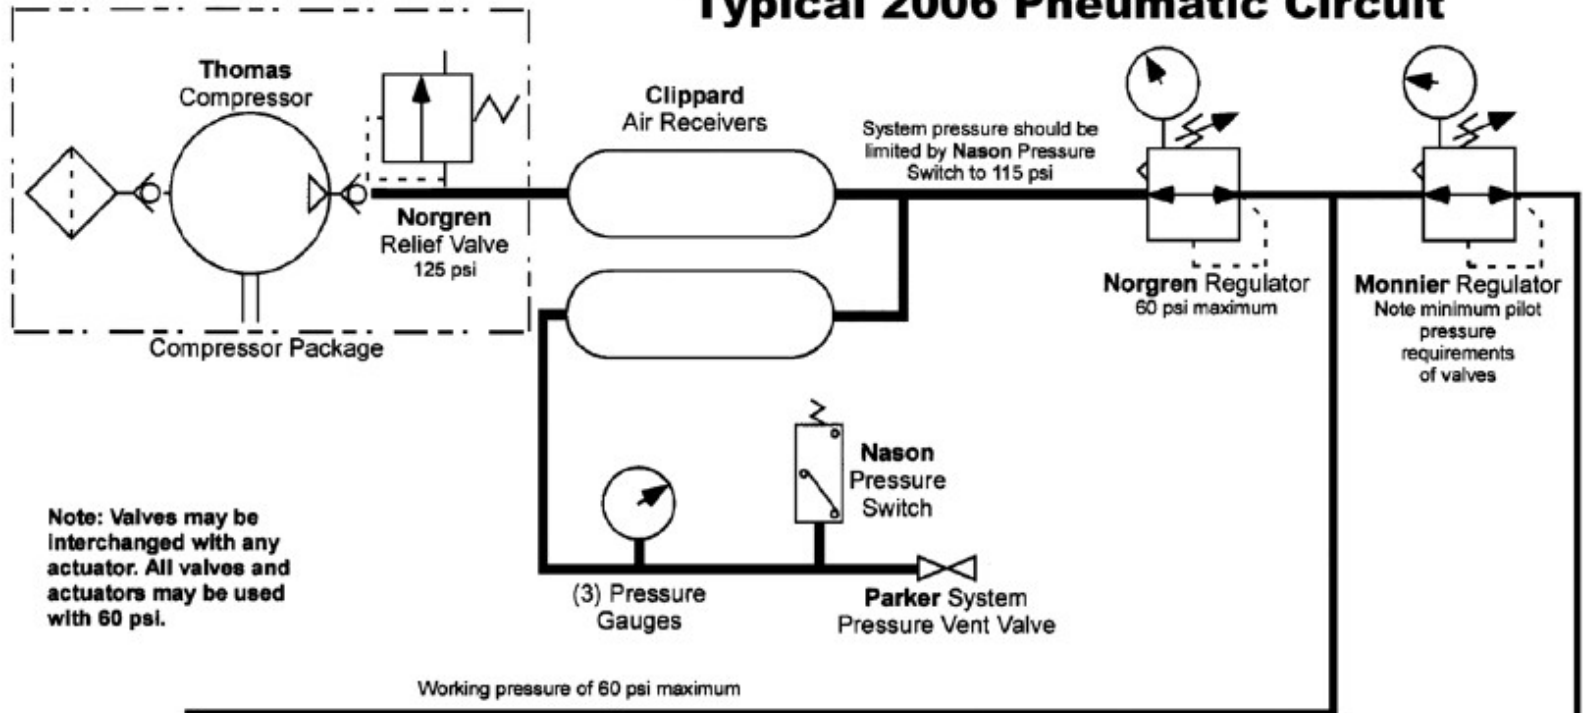 Typical 2006 Pneumatic Circuit
Thomas
Compressor
Norgren
Relief Valve
125 psi
Compressor Package
Clippard
Air Receivers
System pressure should be
limited by Nason Pressure
Switch to 115 psi
Norgren Regulator
60 psi maximum
Monnier Regulator
Note minimum pilot
pressure
requirements
of valves
Nason
Pressure
Switch
(3) Pressure
Gauges
Parker System
Pressure Vent Valve
Note: Valves may be
interchanged with any
actuator. All valves and
actuators may be used
with 60 psi.
Working pressure of 60 psi maximum